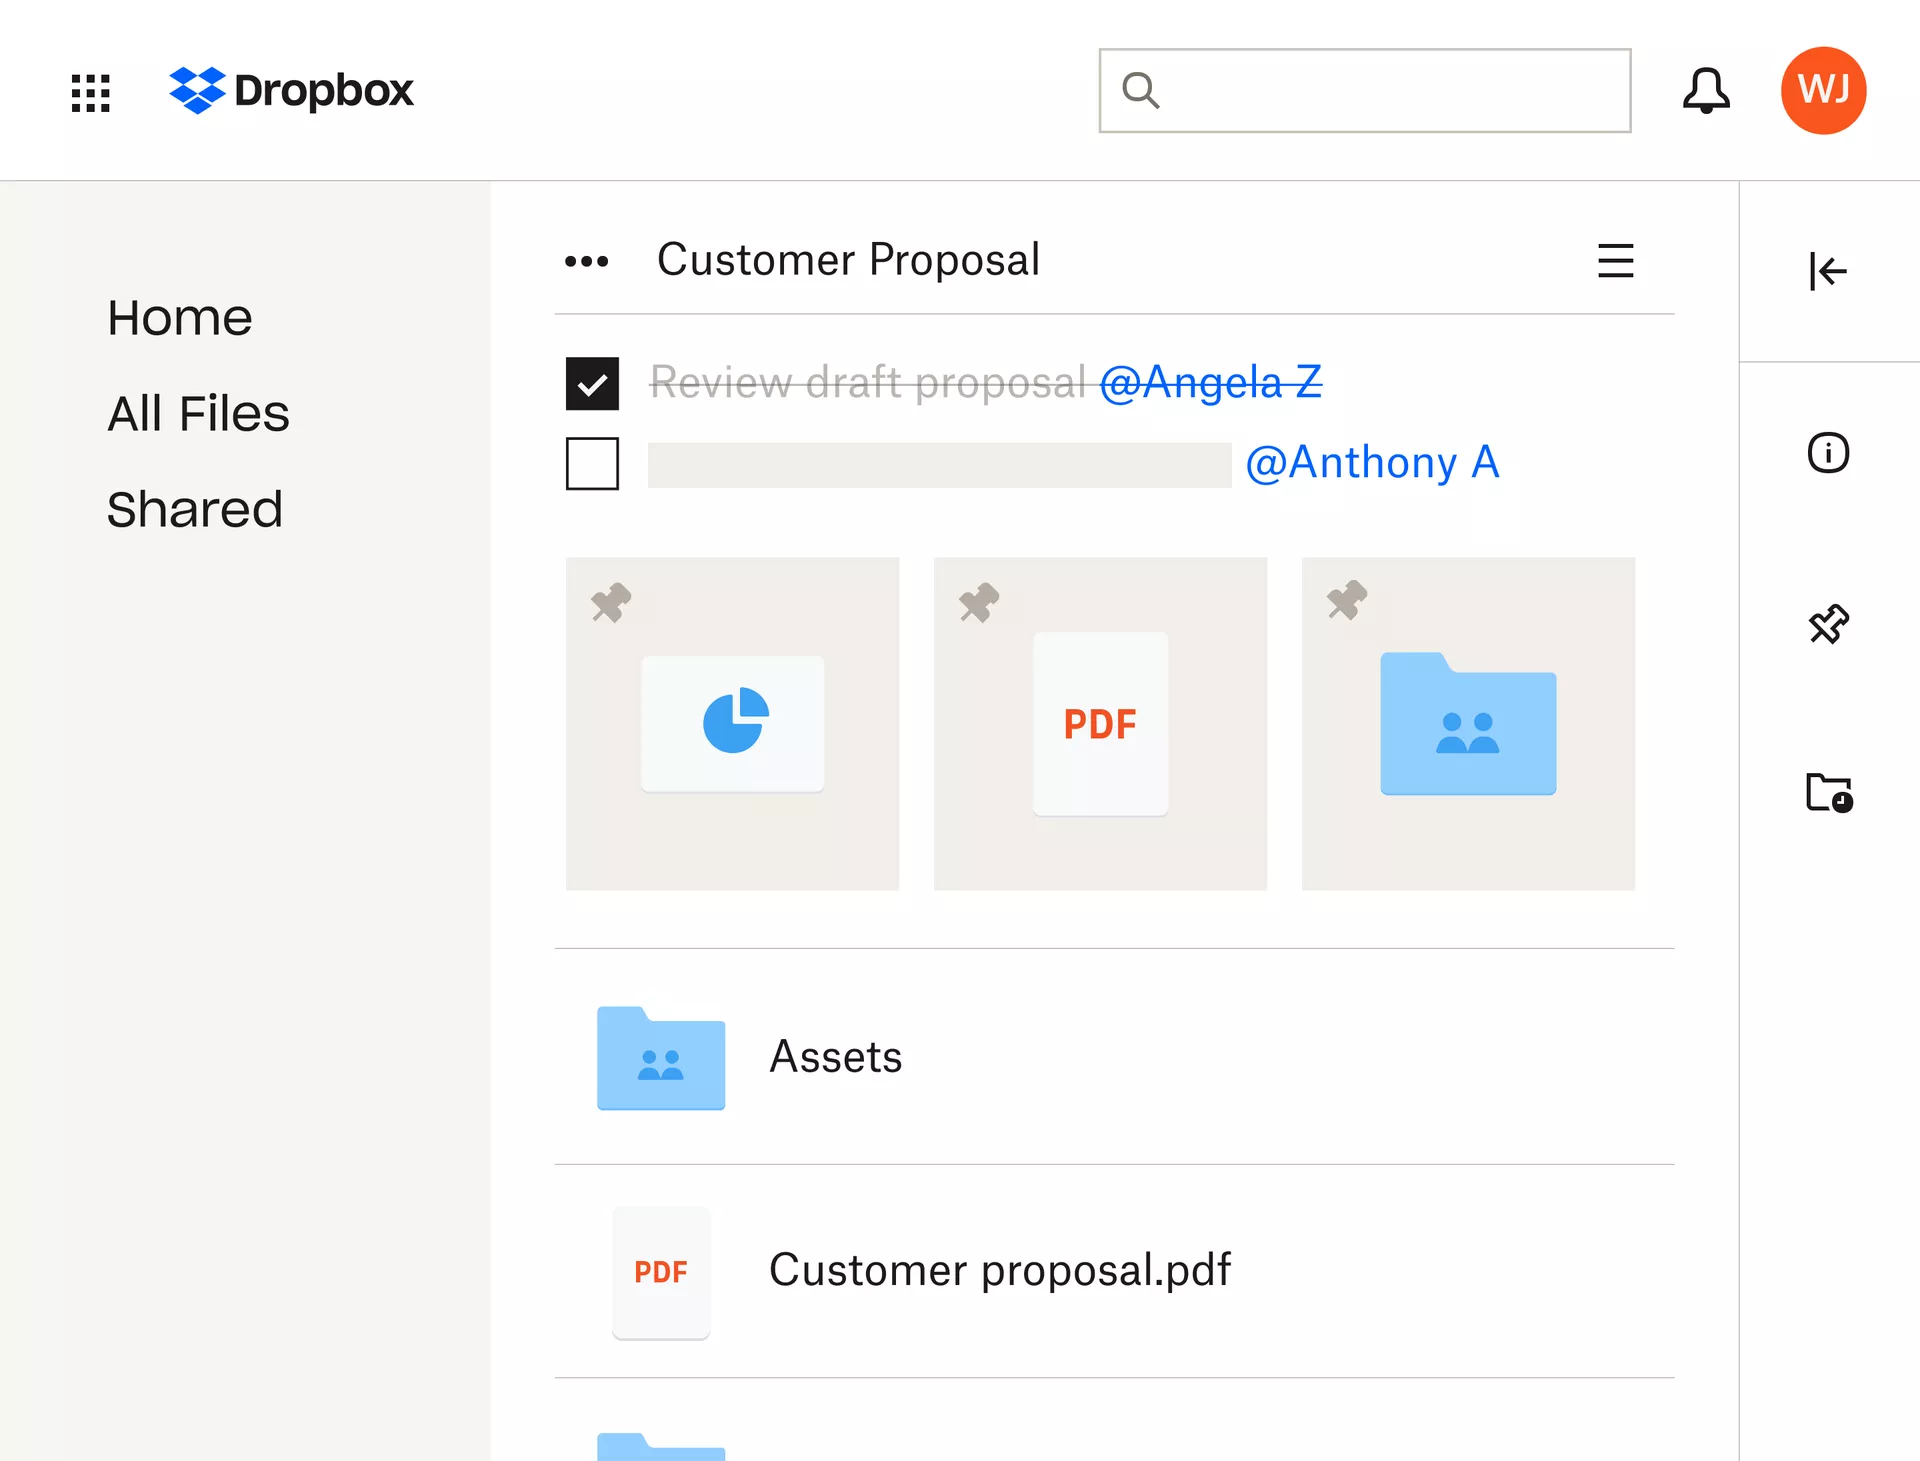 Dropbox
WJ
Home
All Files
Shared
Customer Proposal
Review draft proposal @Angela Z
@Anthony A
PDF
Assets
PDF
Customer proposal.pdf